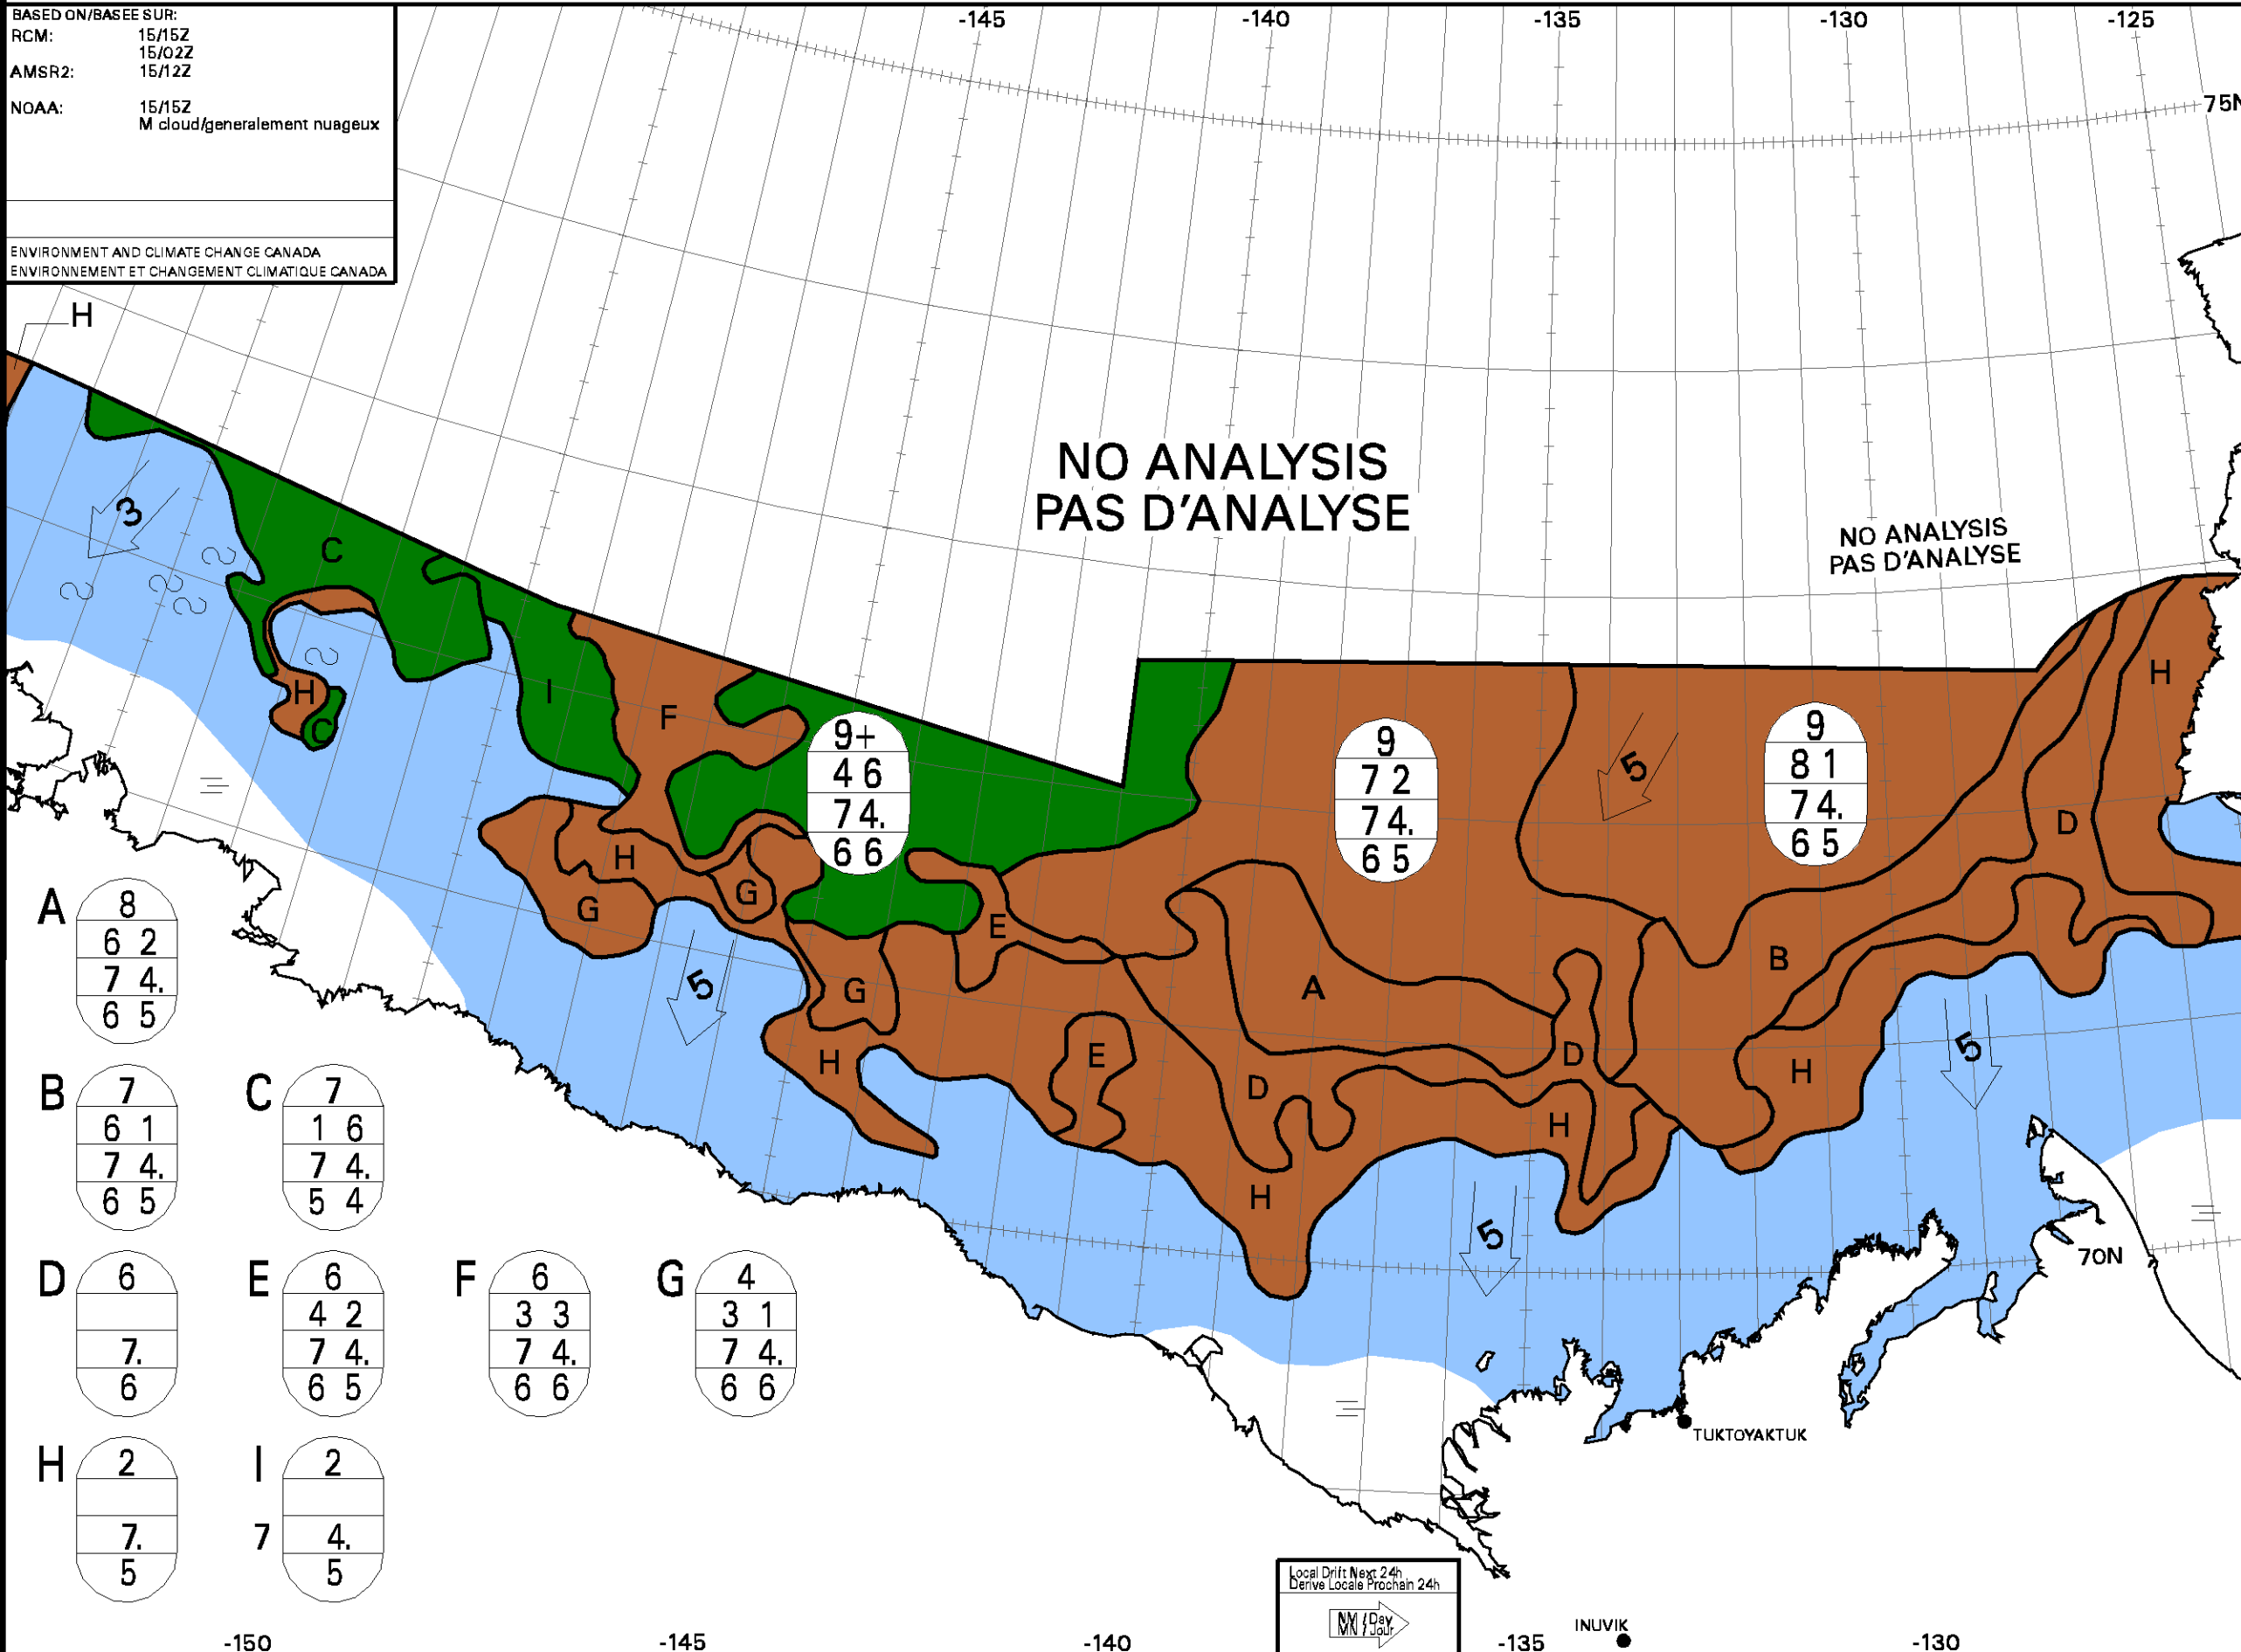 BASED ON/BASEE SUR:
RCM: 15/15Z
15/02Z
AMSR2: 15/12Z
NOAA: 15/15Z
M cloud/generalement nuageux
ENVIRONMENT AND CLIMATE CHANGE CANADA
ENVIRONNEMENT ET CHANGEMENT CLIMATIQUE CANADA
-145 -140 -135 -130 -125
75N
H
NO ANALYSIS
PAS D'ANALYSE
NO ANALYSIS
PAS D'ANALYSE
3
C
H
C
I
F
9+
4 6
7 4.
6 6
9
7 2
7 4.
6 5
5
9
8 1
7 4.
6 5
H
D
H
G
G
E
G
A
B
5
H
E
D
D
H
H
5
H
5
70N
TUKTOYAKTUK
INUVIK
A
8
6 2
7 4.
6 5
B
7
6 1
7 4.
6 5
C
7
1 6
7 4.
5 4
D
6
7.
6
E
6
4 2
7 4.
6 5
F
6
3 3
7 4.
6 6
G
4
3 1
7 4.
6 6
H
2
7.
5
I
2
7 4.
5
Local Drift Next 24h
Derive Locale Prochain 24h
NM / Day
MN / Jour
-150 -145 -140 -135 -130